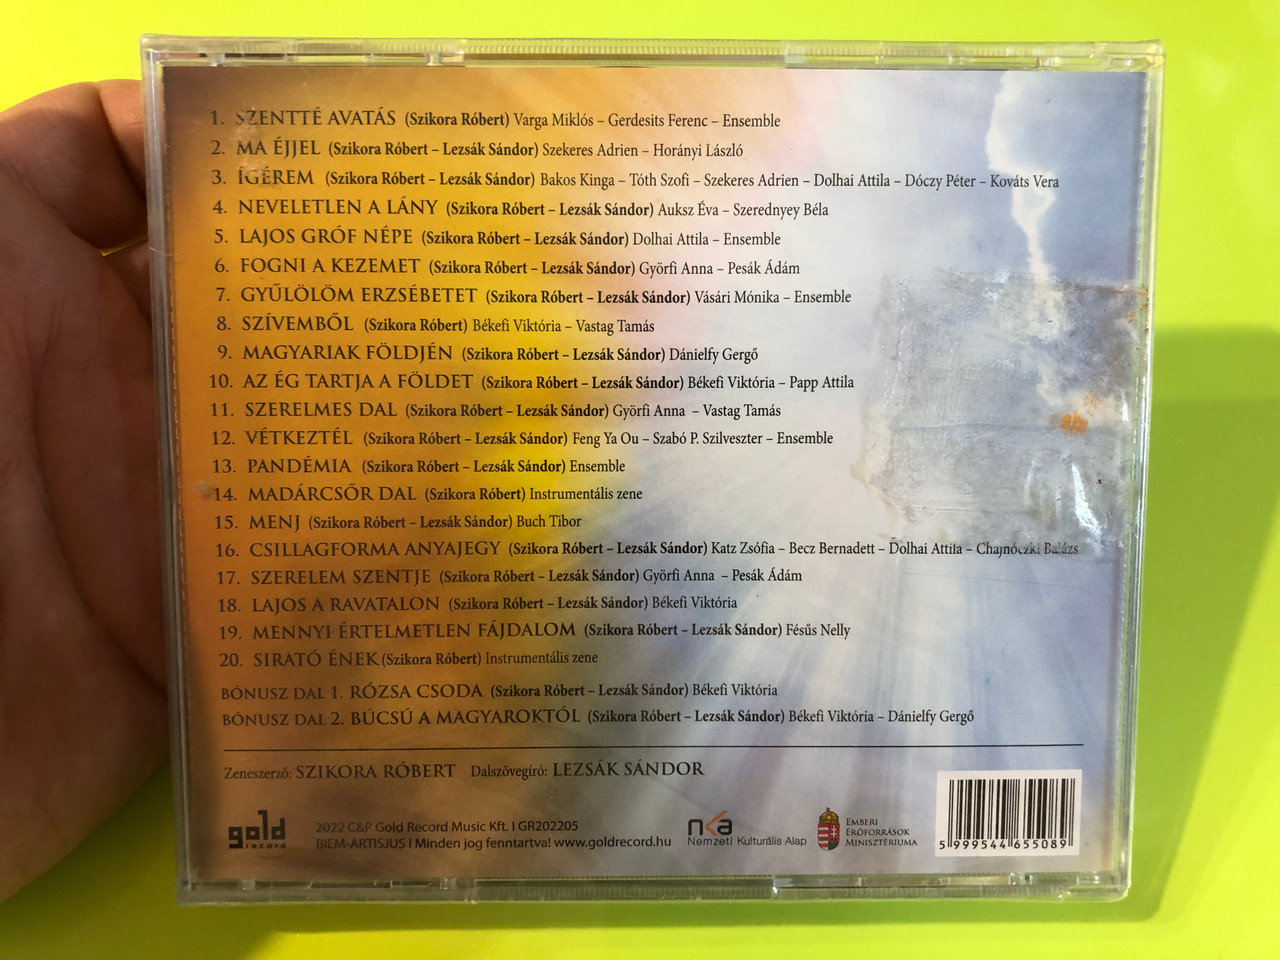 1. SZENTTÉ AVATÁS (Szikora Róbert) Varga Miklós – Gerdesits Ferenc – Ensemble
2. MA ÉJJEL (Szikora Róbert – Lezsák Sándor) Szekeres Adrien – Horányi László
3. ÍGÉREM (Szikora Róbert – Lezsák Sándor) Bakos Kinga – Tóth Szofi – Szekeres Adrien – Dolhai Attila – Dóczy Péter – Kováts Vera
4. NEVELETLEN A LÁNY (Szikora Róbert – Lezsák Sándor) Auksz Éva – Szerednyey Béla
5. LAJOS GRÓF NÉPE (Szikora Róbert – Lezsák Sándor) Dolhai Attila – Ensemble
6. FOGNI A KEZEMET (Szikora Róbert – Lezsák Sándor) Györfi Anna – Pesák Ádám
7. GYŰLÖLÖM ERZSÉBETET (Szikora Róbert – Lezsák Sándor) Vásári Mónika – Ensemble
8. SZÍVEMBŐL (Szikora Róbert) Békefi Viktória – Vastag Tamás
9. MAGYARIAK FÖLDJÉN (Szikora Róbert – Lezsák Sándor) Dánielfy Gergő
10. AZ ÉG TARTJA A FÖLDET (Szikora Róbert – Lezsák Sándor) Békefi Viktória – Papp Attila
11. SZERELMES DAL (Szikora Róbert – Lezsák Sándor) Györfi Anna – Vastag Tamás
12. VÉTKEZTÉL (Szikora Róbert – Lezsák Sándor) Feng Ya Ou – Szabó P. Szilveszter – Ensemble
13. PANDÉMIA (Szikora Róbert – Lezsák Sándor) Ensemble
14. MADÁRCSŐR DAL (Szikora Róbert) Instrumentális zene
15. MENJ (Szikora Róbert – Lezsák Sándor) Buch Tibor
16. CSILLAGFORMA ANYAJEGY (Szikora Róbert – Lezsák Sándor) Katz Zsófia – Becz Bernadett – Dolhai Attila – Chajnóczki Balázs
17. SZERELEM SZENTJE (Szikora Róbert – Lezsák Sándor) Györfi Anna – Pesák Ádám
18. LAJOS A RAVATALON (Szikora Róbert – Lezsák Sándor) Békefi Viktória
19. MENNYI ÉRTELMETLEN FÁJDALOM (Szikora Róbert – Lezsák Sándor) Fésűs Nelly
20. SIRATÓ ÉNEK (Szikora Róbert) Instrumentális zene
BÓNUSZ DAL 1. RÓZSA CSODA (Szikora Róbert – Lezsák Sándor) Békefi Viktória
BÓNUSZ DAL 2. BÚCSÚ A MAGYAROKTÓL (Szikora Róbert – Lezsák Sándor) Békefi Viktória – Dánielfy Gergő
Zeneszerző: SZIKORA RÓBERT Dalszövegíró: LEZSÁK SÁNDOR
gold
record
2022 C&P Gold Record Music Kft. I GR202205
BIEM-ARTISJUS I Minden jog fenntartva! www.goldrecord.hu
nka
Nemzeti Kulturális Alap
EMBERI
ERŐFORRÁSOK
MINISZTÉRIUMA
5 999544 655089